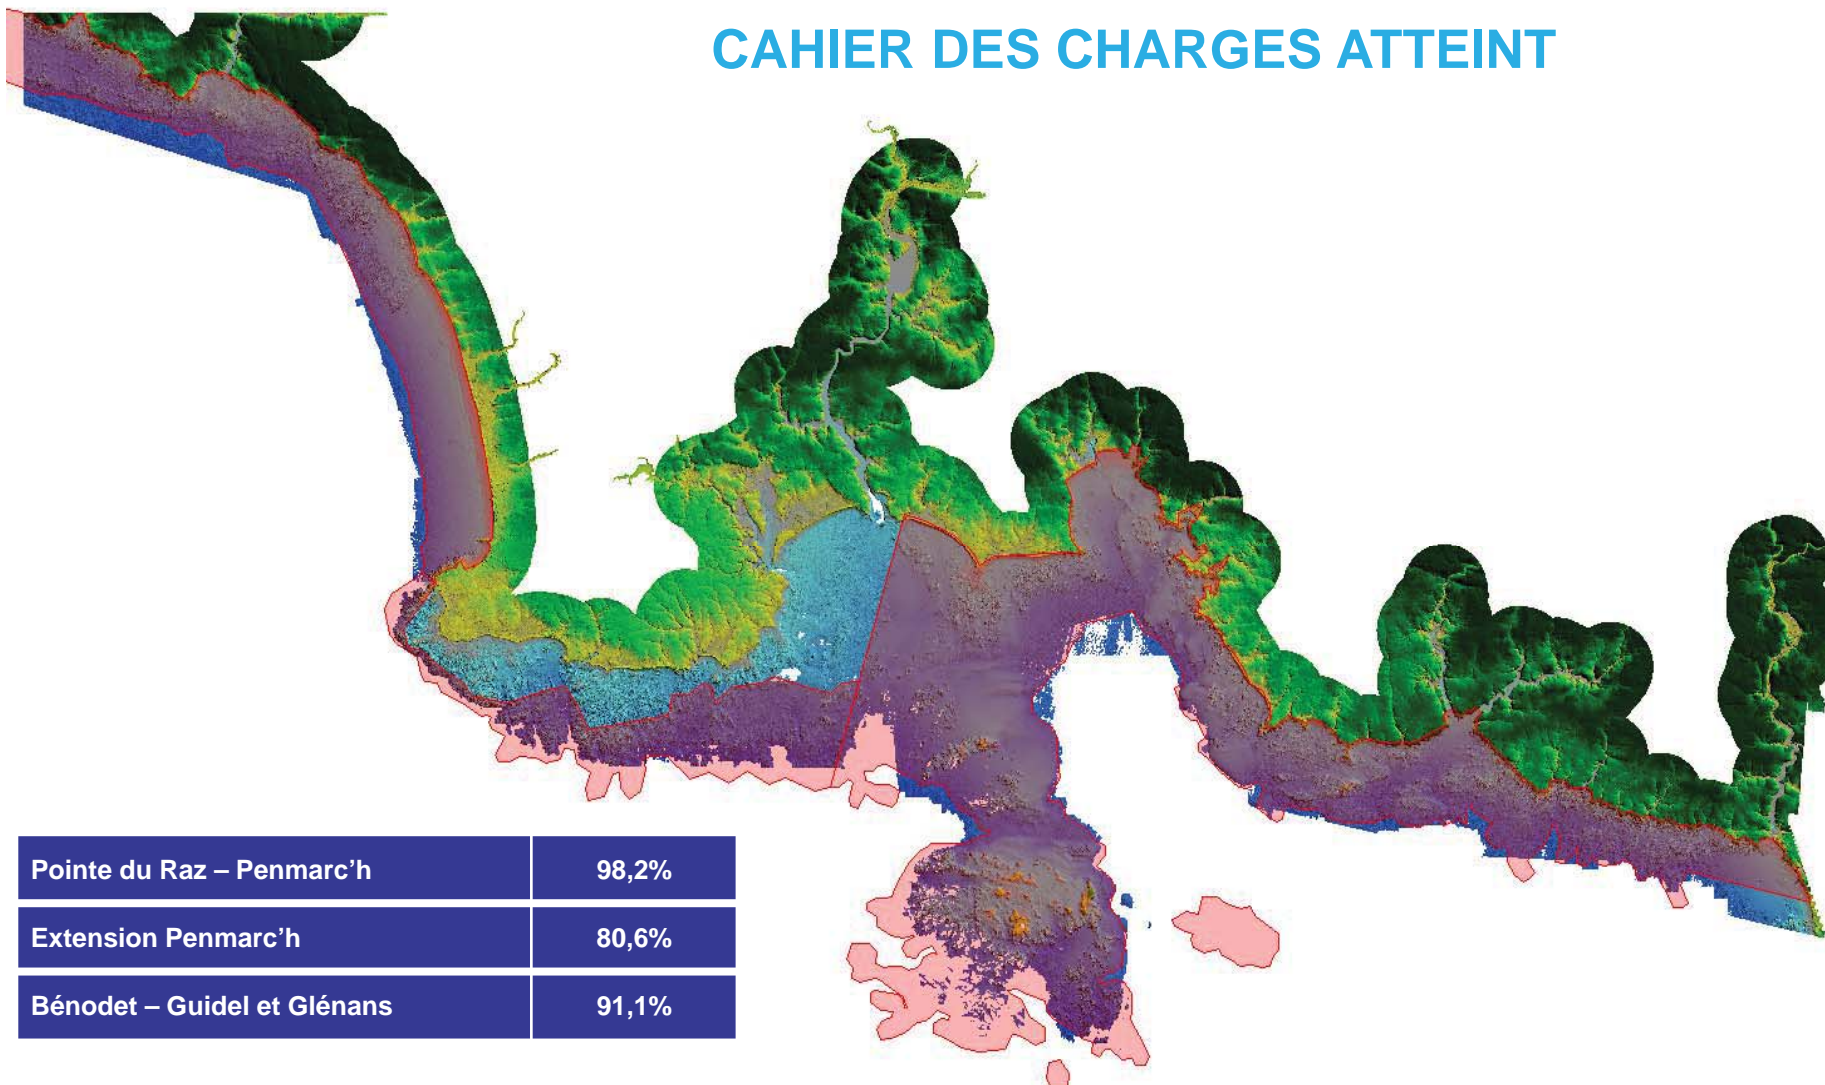 CAHIER DES CHARGES ATTEINT
Pointe du Raz – Penmarc’h 98,2%
Extension Penmarc’h 80,6%
Bénodet – Guidel et Glénans 91,1%